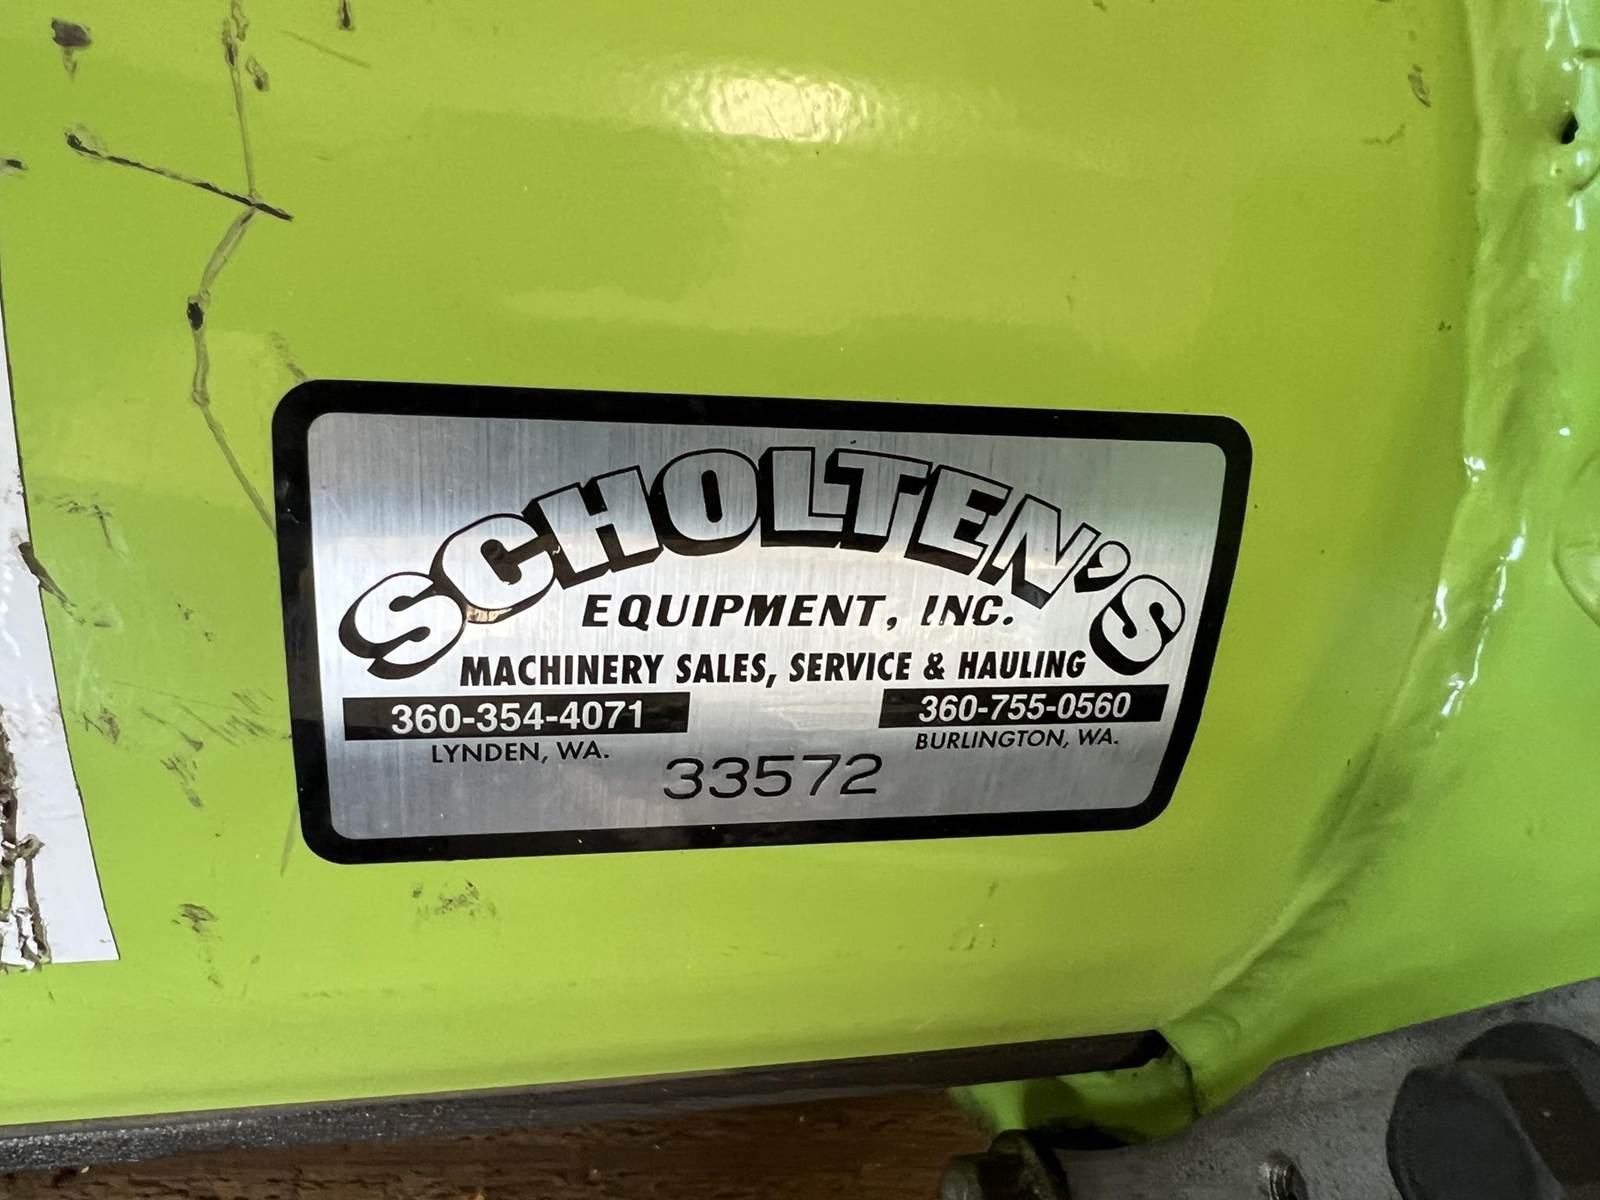 SCHOLTEN'S
EQUIPMENT, INC.
MACHINERY SALES, SERVICE & HAULING
360-354-4071 360-755-0560
LYNDEN, WA. BURLINGTON, WA.
33572